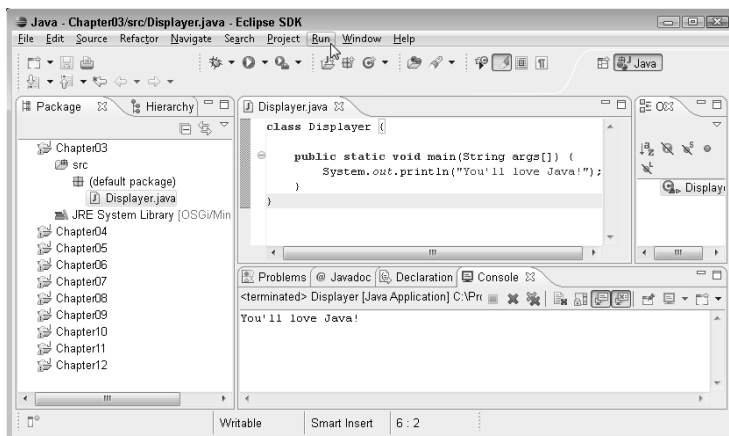 Java - Chapter03/src/Displayer.java - Eclipse SDK
File Edit Source Refactor Navigate Search Project Run Window Help
Java
Package Hierarchy
Chapter03
src
(default package)
Displayer.java
JRE System Library [OSGi/Min
Chapter04
Chapter05
Chapter06
Chapter07
Chapter08
Chapter09
Chapter10
Chapter11
Chapter12
Displayer.java
class Displayer {
public static void main(String args[]) {
System.out.println("You'll love Java!");
}
}
Displaye
Problems @ Javadoc Declaration Console
<terminated> Displayer [Java Application] C:\Pr
You'll love Java!
Writable Smart Insert 6 : 2